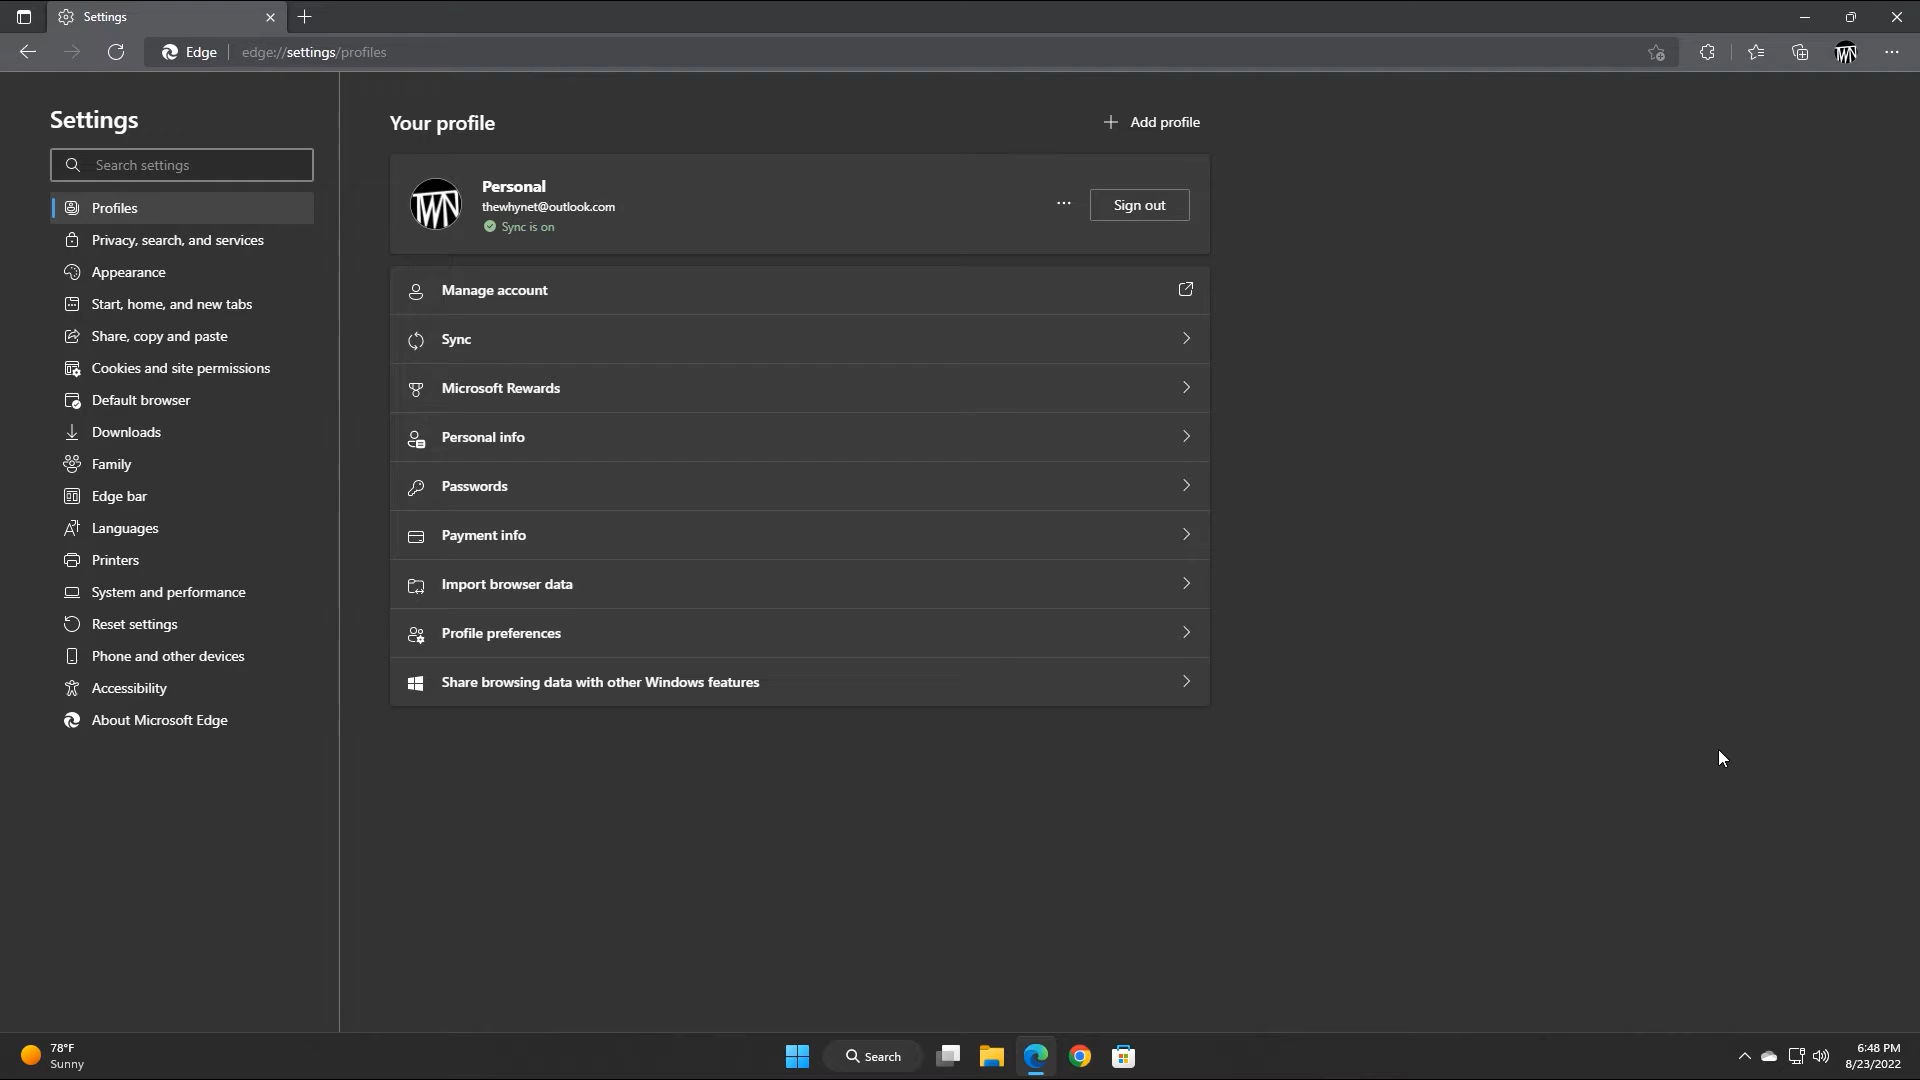 Settings
Edge
edge://settings/profiles
TWN
Settings
Search settings
Profiles
Privacy, search, and services
Appearance
Start, home, and new tabs
Share, copy and paste
Cookies and site permissions
Default browser
Downloads
Family
Edge bar
Languages
Printers
System and performance
Reset settings
Phone and other devices
Accessibility
About Microsoft Edge
Your profile
Add profile
TWN
Personal
thewhynet@outlook.com
Sync is on
Sign out
Manage account
Sync
Microsoft Rewards
Personal info
Passwords
Payment info
Import browser data
Profile preferences
Share browsing data with other Windows features
78°F
Sunny
Search
6:48 PM
8/23/2022